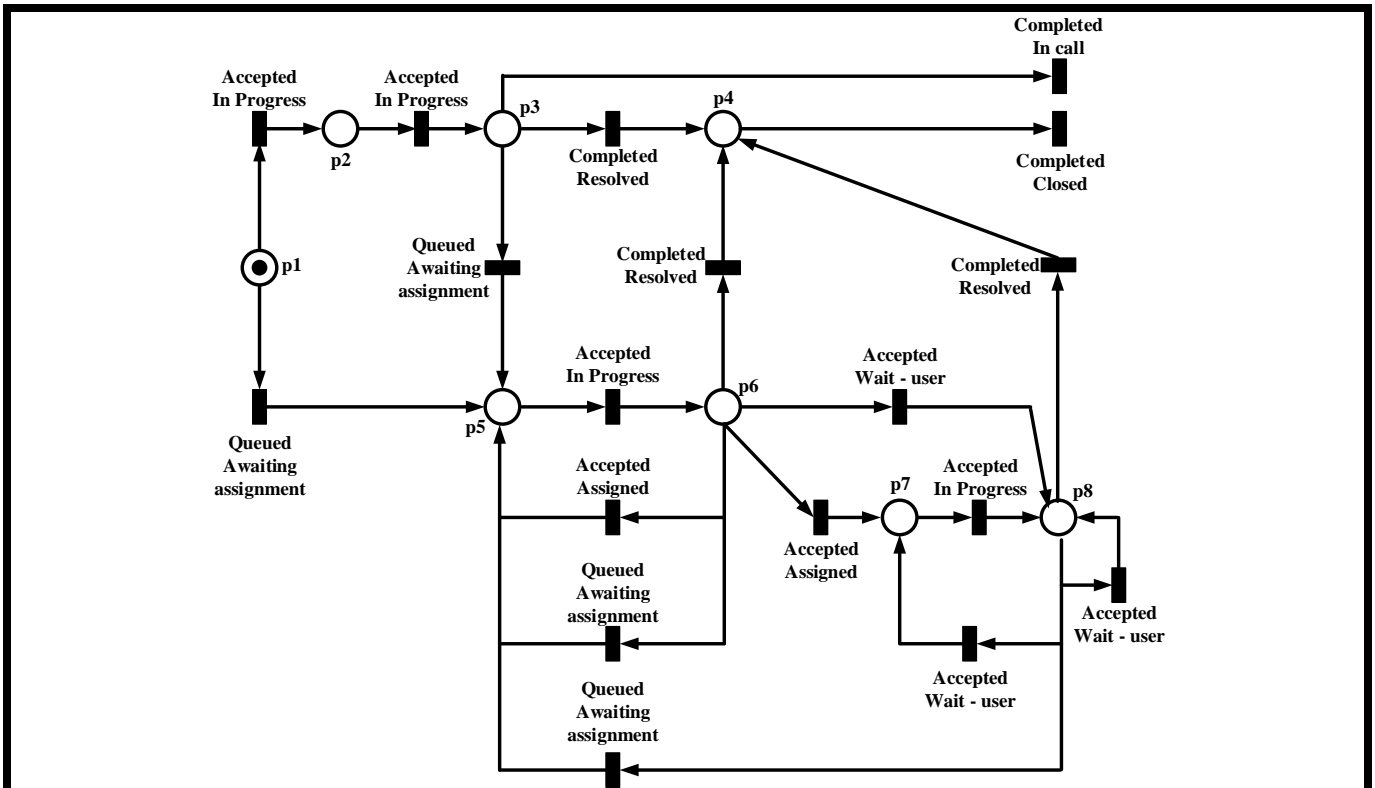 Completed
In call
Accepted
In Progress
Accepted
In Progress
p3
p4
p2
Completed
Resolved
Completed
Closed
p1
Queued
Awaiting
assignment
Completed
Resolved
Completed
Resolved
Accepted
In Progress
Accepted
Wait - user
p6
p5
Queued
Awaiting
assignment
Accepted
Assigned
p7
Accepted
In Progress
p8
Accepted
Assigned
Queued
Awaiting
assignment
Accepted
Wait - user
Accepted
Wait - user
Queued
Awaiting
assignment